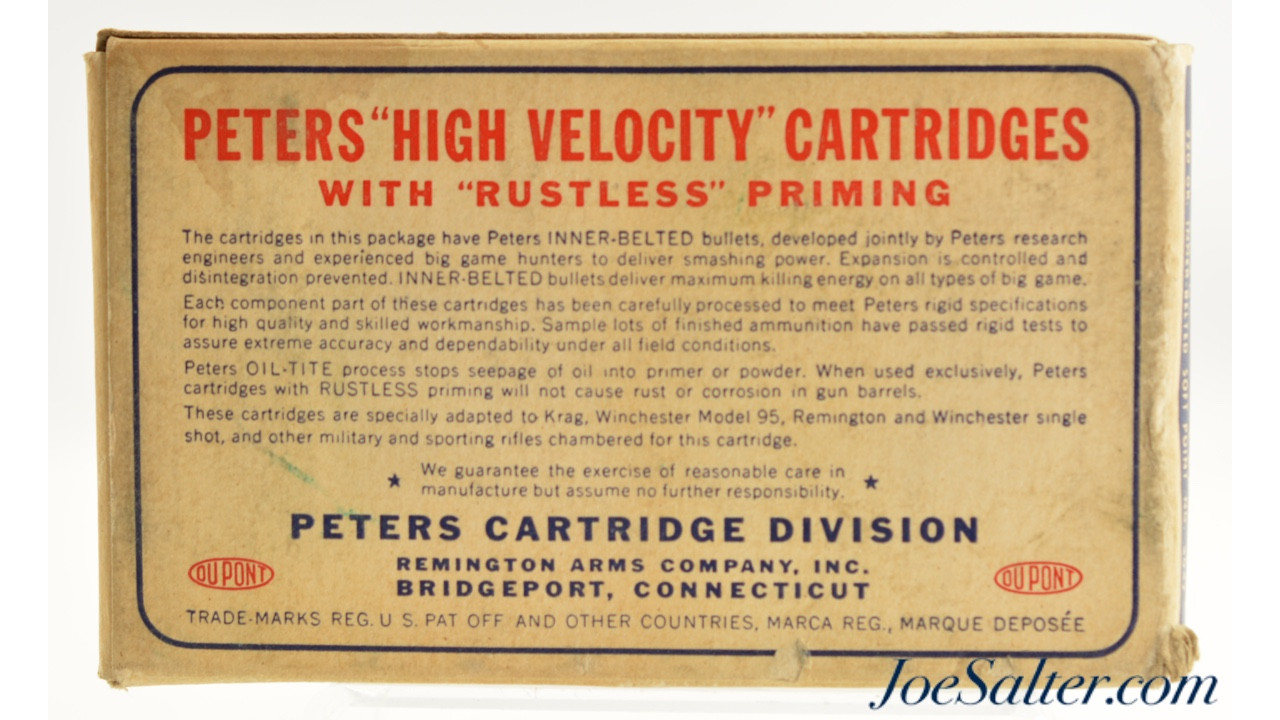 PETERS “HIGH VELOCITY” CARTRIDGES
WITH “RUSTLESS” PRIMING
The cartridges in this package have Peters INNER-BELTED bullets, developed jointly by Peters research
engineers and experienced big game hunters to deliver smashing power. Expansion is controlled and
disintegration prevented. INNER-BELTED bullets deliver maximum killing energy on all types of big game.
Each component part of these cartridges has been carefully processed to meet Peters rigid specifications
for high quality and skilled workmanship. Sample lots of finished ammunition have passed rigid tests to
assure extreme accuracy and dependability under all field conditions.
Peters OIL-TITE process stops seepage of oil into primer or powder. When used exclusively, Peters
cartridges with RUSTLESS priming will not cause rust or corrosion in gun barrels.
These cartridges are specially adapted to Krag, Winchester Model 95, Remington and Winchester single
shot, and other military and sporting rifles chambered for this cartridge.
★ We guarantee the exercise of reasonable care in ★
manufacture but assume no further responsibility.
PETERS CARTRIDGE DIVISION
REMINGTON ARMS COMPANY, INC.
BRIDGEPORT, CONNECTICUT
DU PONT
DU PONT
TRADE-MARKS REG. U S. PAT OFF AND OTHER COUNTRIES, MARCA REG., MARQUE DEPOSÉE
JoeSalter.com